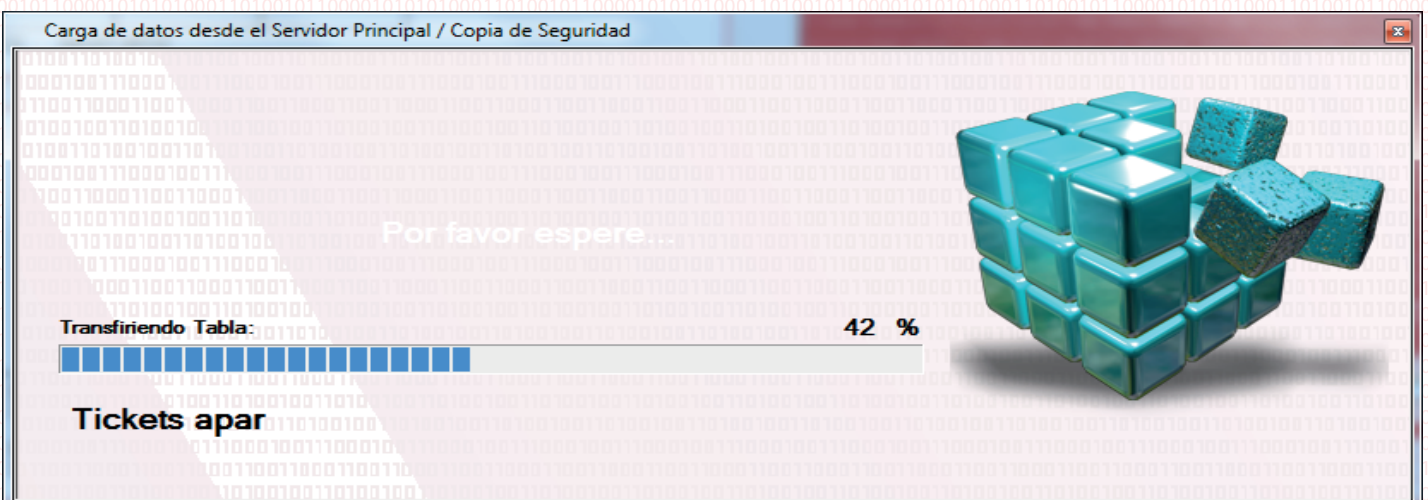 Carga de datos desde el Servidor Principal / Copia de Seguridad
Por favor espere...
Transfiriendo Tabla: 42 %
Tickets apar